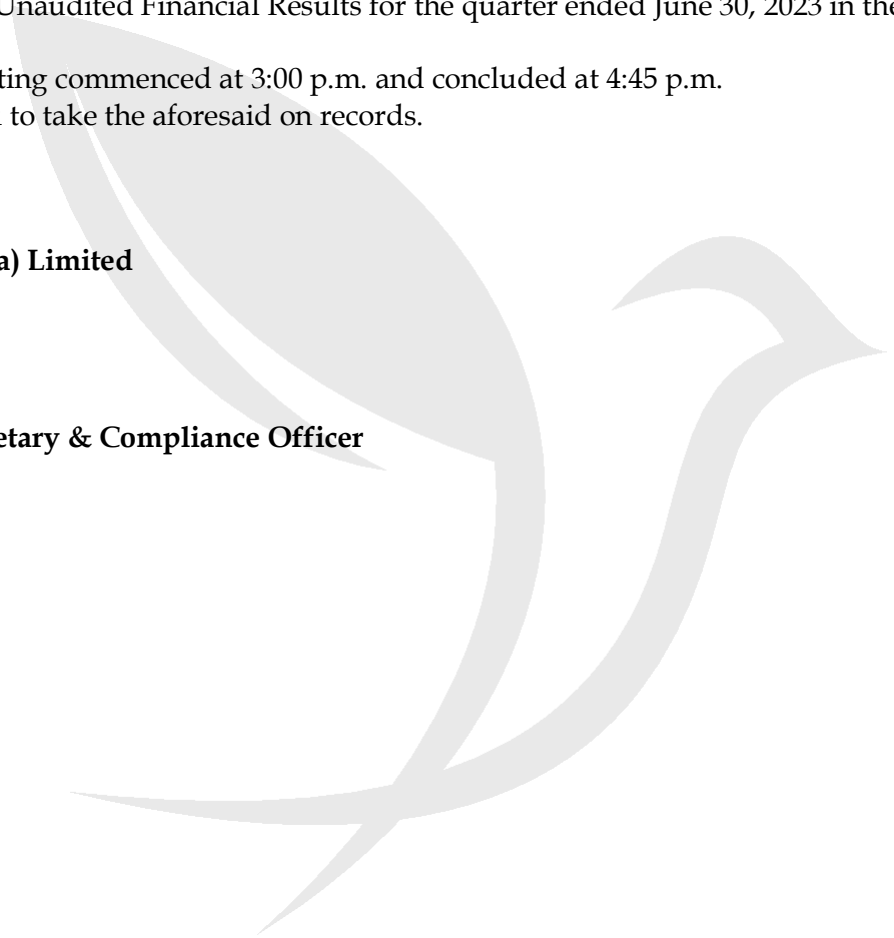 Unaudited Financial Results for the quarter ended June 30, 2023 in the
ting commenced at 3:00 p.m. and concluded at 4:45 p.m.
to take the aforesaid on records.
a) Limited
etary & Compliance Officer